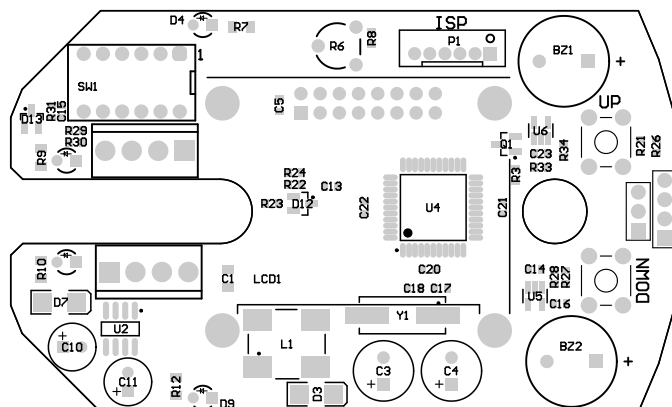 D4
R7
R6
R8
ISP
P1
BZ1
+
1
SW1
C5
UP
R31
C15
D13
R29
R30
R9
Q1
U6
C23
R33
R34
R21
R26
R3
R24
R22
R23
D12
C13
C22
U4
C21
R10
C1
LCD1
C20
C18
C17
C14
R28
R27
U5
C16
DOWN
D7
U2
Y1
+
C10
L1
C3
+
C4
+
BZ2
+
C11
+
R12
D9
D3